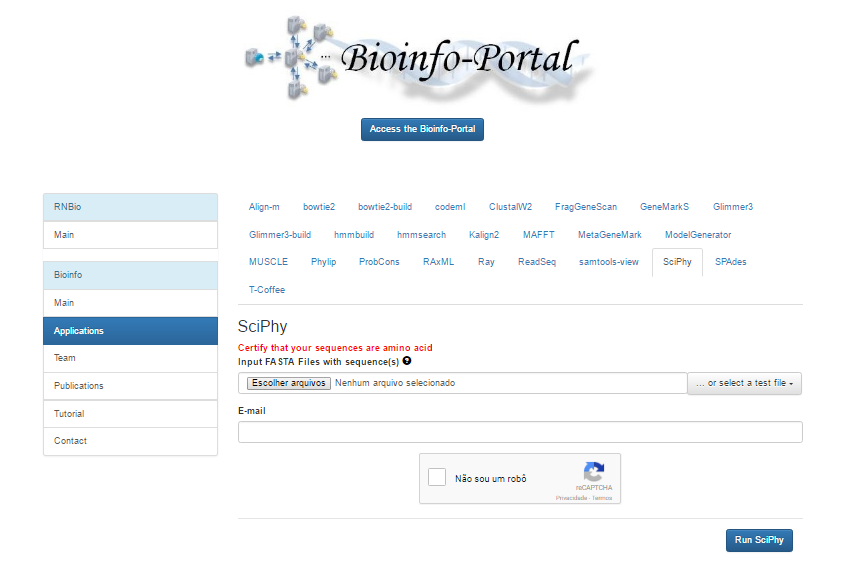 ...
Bioinfo-Portal
Access the Bioinfo-Portal
RNBio
Main
Bioinfo
Main
Applications
Team
Publications
Tutorial
Contact
Align-m bowtie2 bowtie2-build codeml ClustalW2 FragGeneScan GeneMarkS Glimmer3
Glimmer3-build hmmbuild hmmsearch Kalign2 MAFFT MetaGeneMark ModelGenerator
MUSCLE Phylip ProbCons RAxML Ray ReadSeq samtools-view SciPhy SPAdes
T-Coffee
SciPhy
Certify that your sequences are amino acid
Input FASTA Files with sequence(s) ?
Escolher arquivos Nenhum arquivo selecionado ... or select a test file
E-mail
Não sou um robô
reCAPTCHA
Privacidade - Termos
Run SciPhy